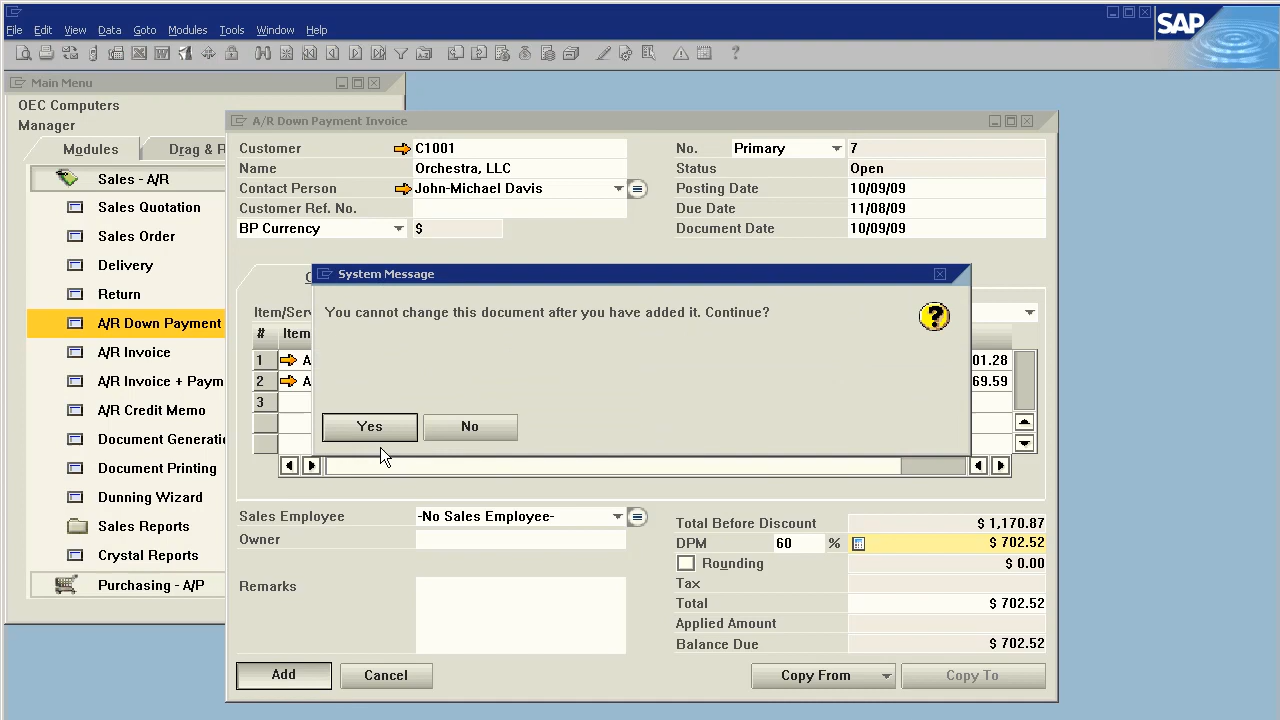 File Edit View Data Goto Modules Tools Window Help
SAP
Main Menu
OEC Computers
Manager
Modules Drag & R
Sales - A/R
Sales Quotation
Sales Order
Delivery
Return
A/R Down Payment
A/R Invoice
A/R Invoice + Paym
A/R Credit Memo
Document Generati
Document Printing
Dunning Wizard
Sales Reports
Crystal Reports
Purchasing - A/P
A/R Down Payment Invoice
Customer C1001
Name Orchestra, LLC
Contact Person John-Michael Davis
Customer Ref. No.
BP Currency $
No. Primary 7
Status Open
Posting Date 10/09/09
Due Date 11/08/09
Document Date 10/09/09
System Message
You cannot change this document after you have added it. Continue?
?
Yes No
Item/Serv
# Item
1 A 01.28
2 A 69.59
3
Sales Employee -No Sales Employee-
Owner
Remarks
Total Before Discount $ 1,170.87
DPM 60 % $ 702.52
Rounding $ 0.00
Tax
Total $ 702.52
Applied Amount
Balance Due $ 702.52
Add Cancel Copy From Copy To